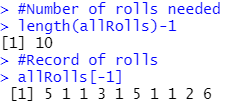 > #Number of rolls needed
> length(allRolls)-1
[1] 10
> #Record of rolls
> allRolls[-1]
[1] 5 1 1 3 1 5 1 1 2 6